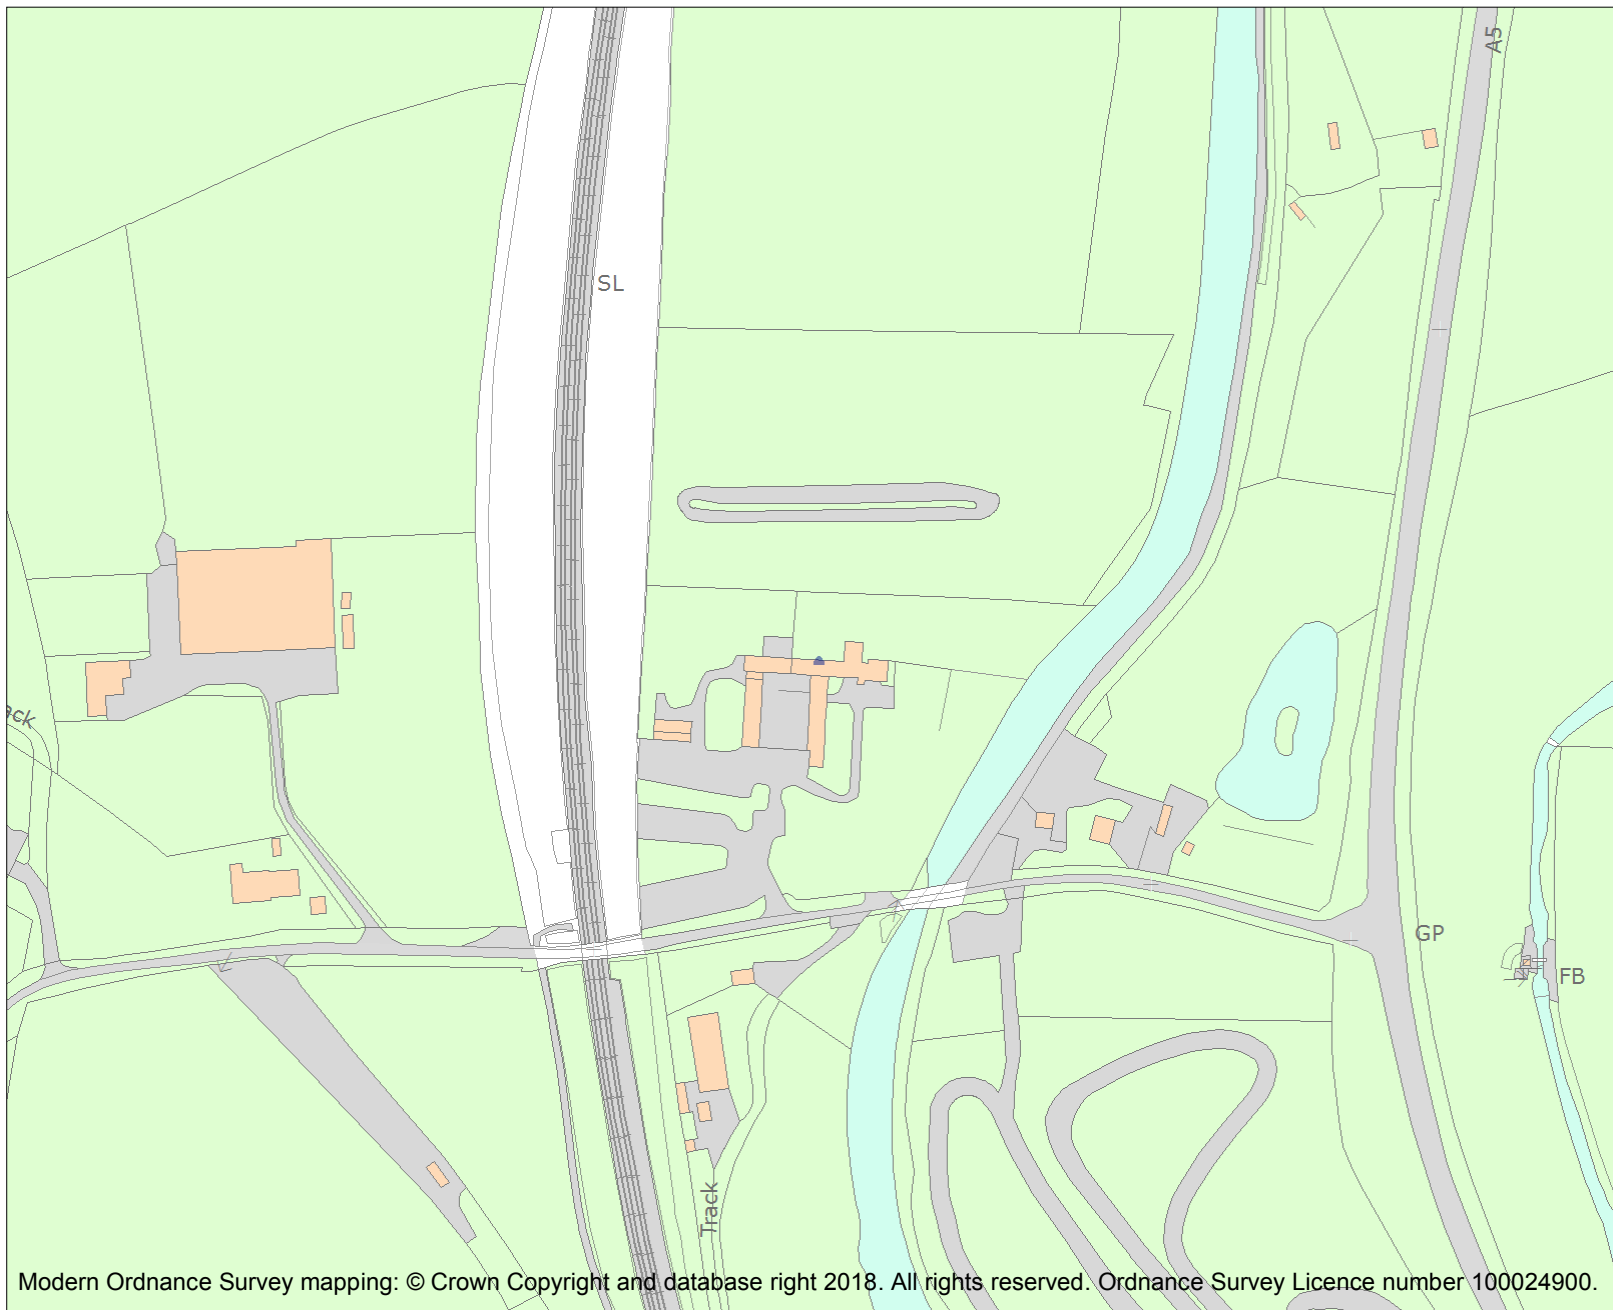 A5
SL
ack
GP
FB
Track
Modern Ordnance Survey mapping: © Crown Copyright and database right 2018. All rights reserved. Ordnance Survey Licence number 100024900.